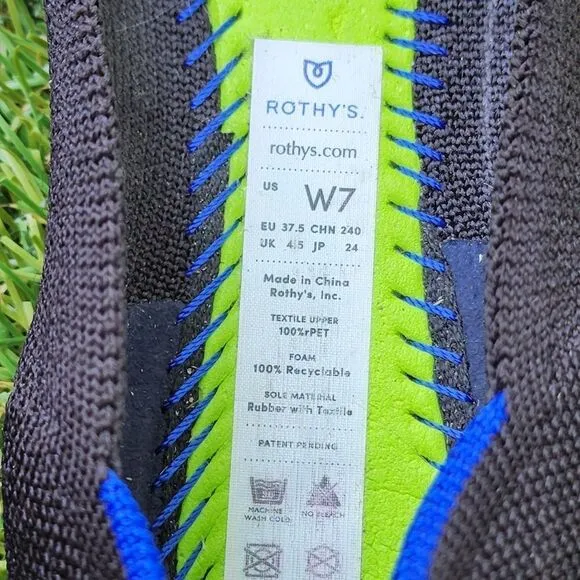 ROTHY'S.
rothys.com
US W7
EU 37.5 CHN 240
UK 4.5 JP 24
Made in China
Rothy's, Inc.
TEXTILE UPPER
100%rPET
FOAM
100% Recyclable
SOLE MATERIAL
Rubber with Textile
PATENT PENDING
MACHINE WASH COLD NO BLEACH